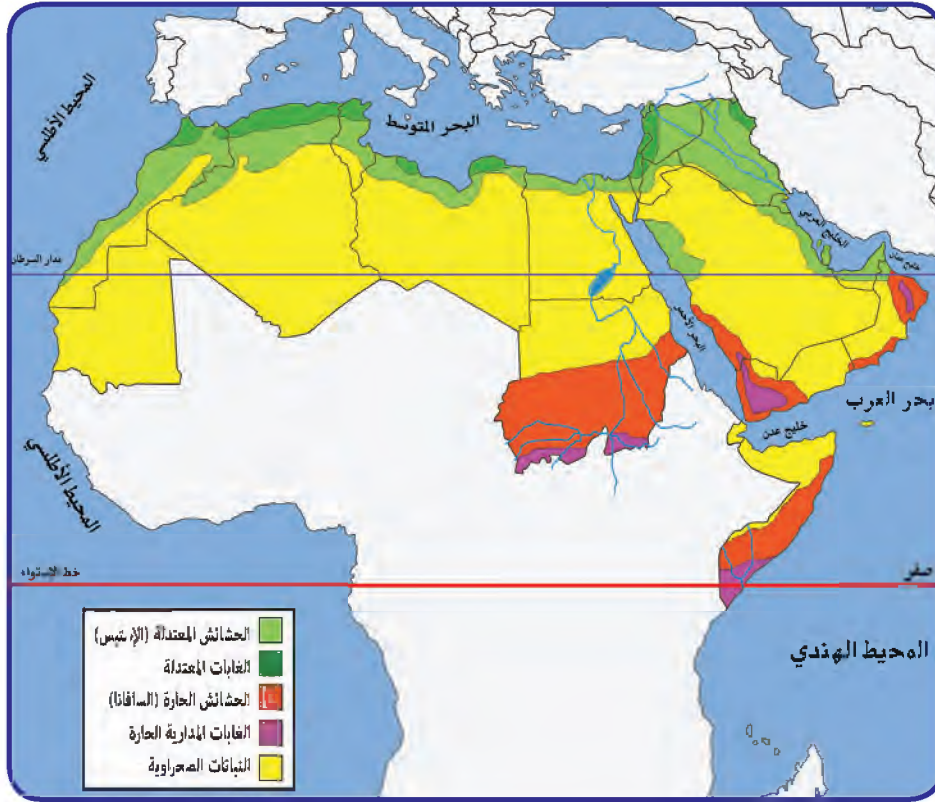 المحيط الأطلسي
البحر المتوسط
الخليج العربي
مدار السرطان
خليج عدن
البحر الأحمر
بحر العرب
خليج عدن
المحيط الأطلسي
خط الاستواء
صفر
المحيط الهندي
الحشائش المعتدلة (الإستبس)
الغابات المعتدلة
الحشائش الحارة (السافانا)
الغابات المدارية الحارة
النباتات الصحراوية